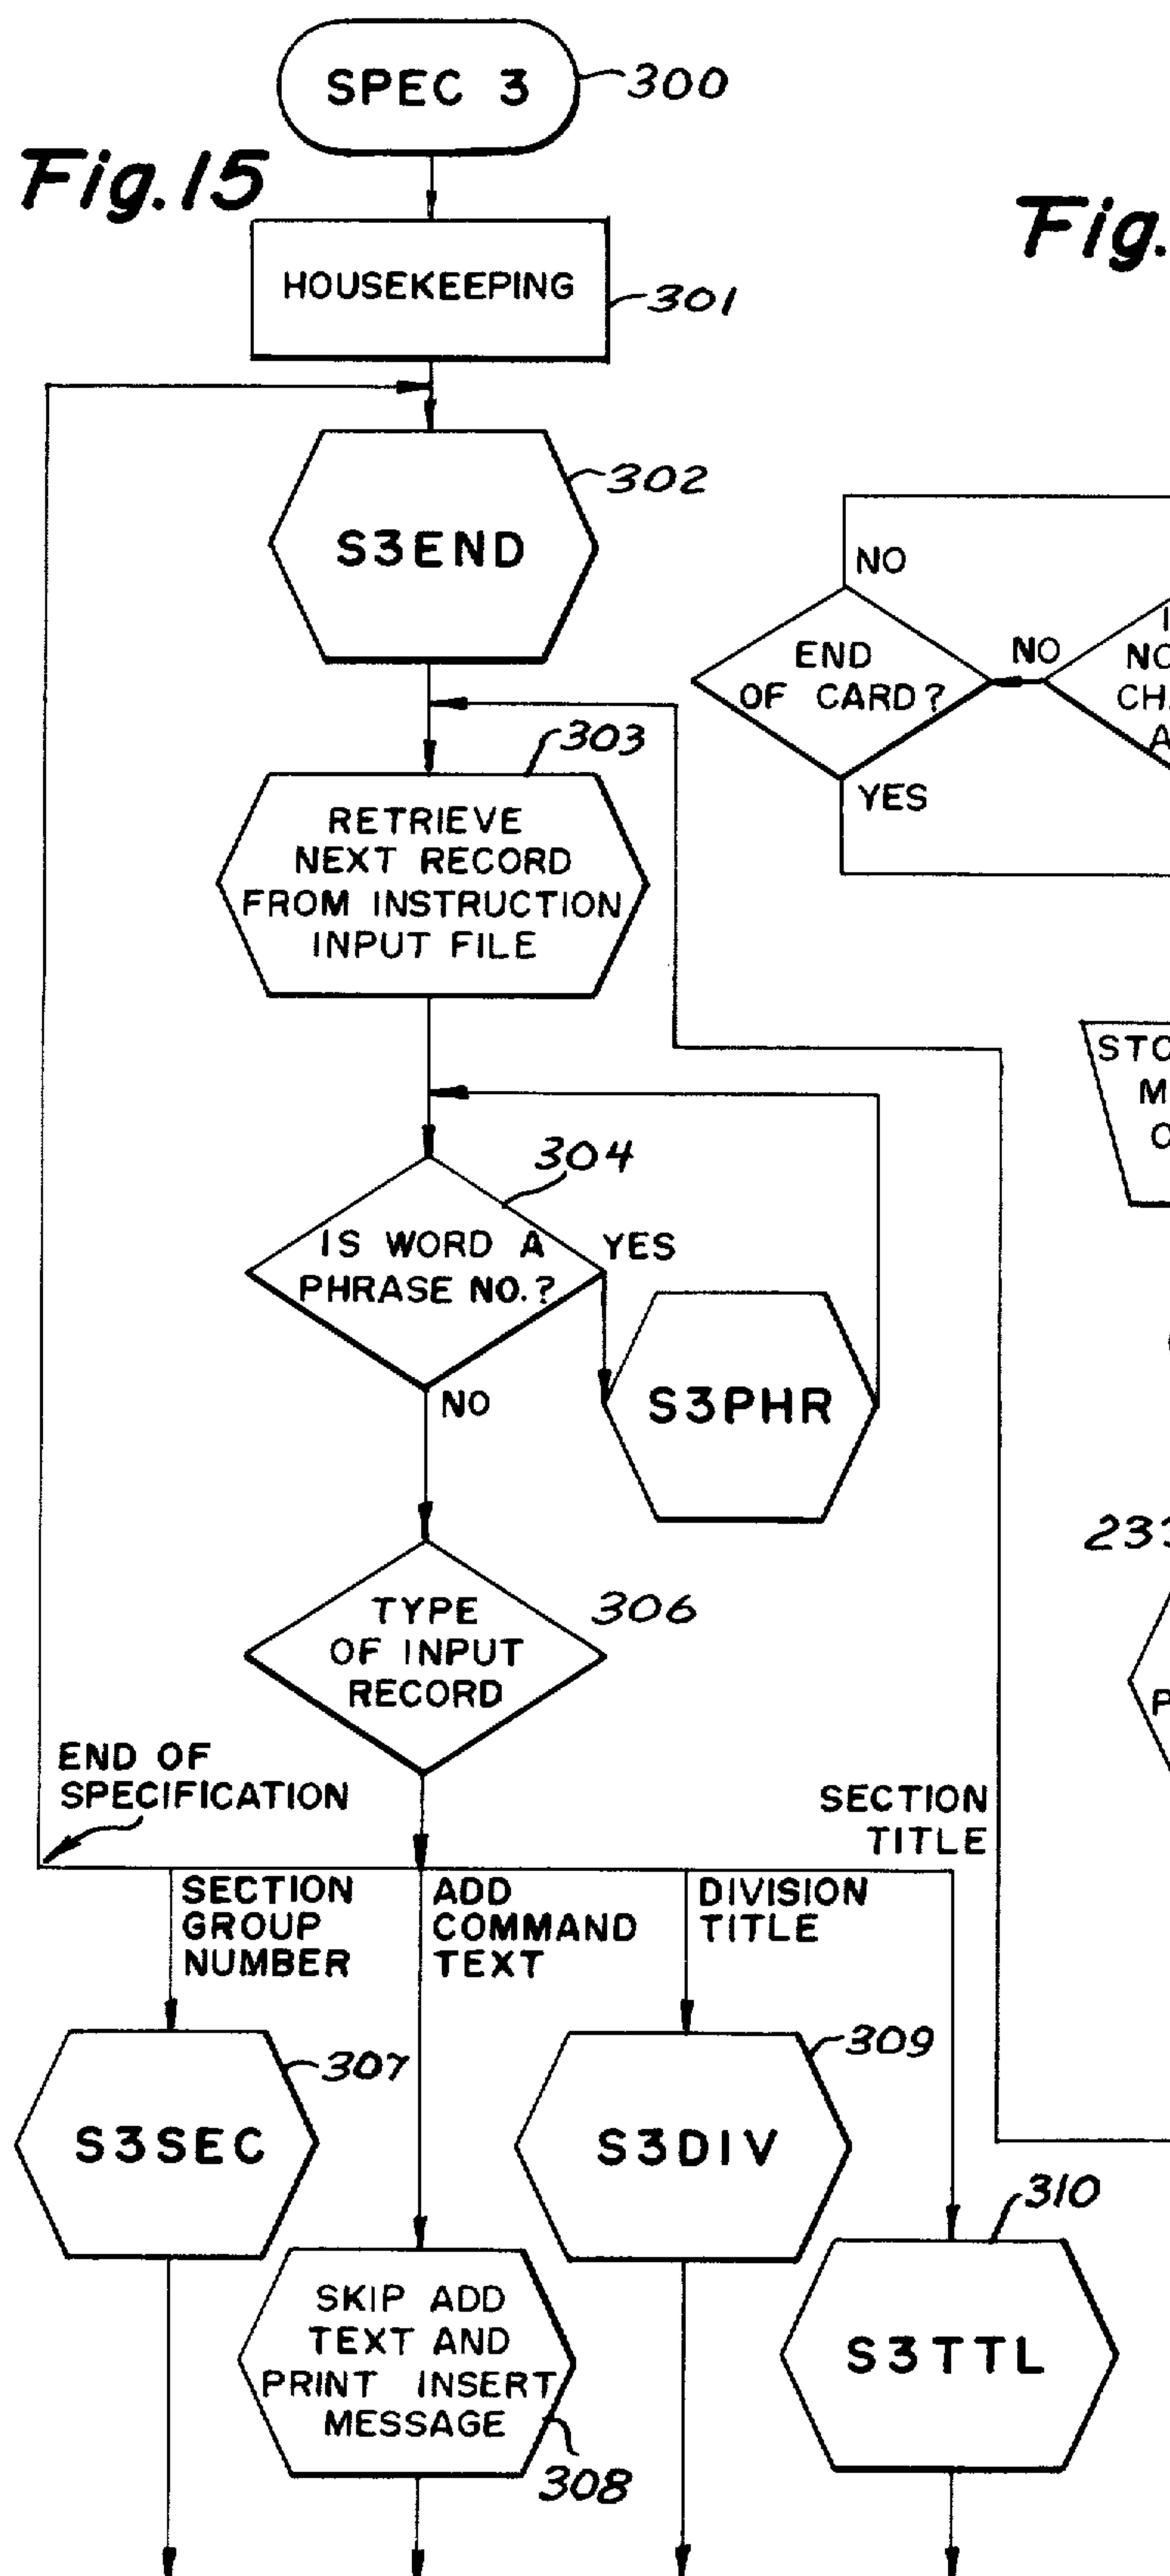 SPEC 3
300
Fig.15
Fig.
HOUSEKEEPING
301
302
S3END
NO
END
OF CARD?
NO
YES
303
RETRIEVE
NEXT RECORD
FROM INSTRUCTION
INPUT FILE
304
IS WORD A
PHRASE NO.?
YES
NO
S3PHR
233
TYPE
OF INPUT
RECORD
306
END OF
SPECIFICATION
SECTION
TITLE
SECTION
GROUP
NUMBER
ADD
COMMAND
TEXT
DIVISION
TITLE
307
S3SEC
309
S3DIV
310
S3TTL
SKIP ADD
TEXT AND
PRINT INSERT
MESSAGE
308